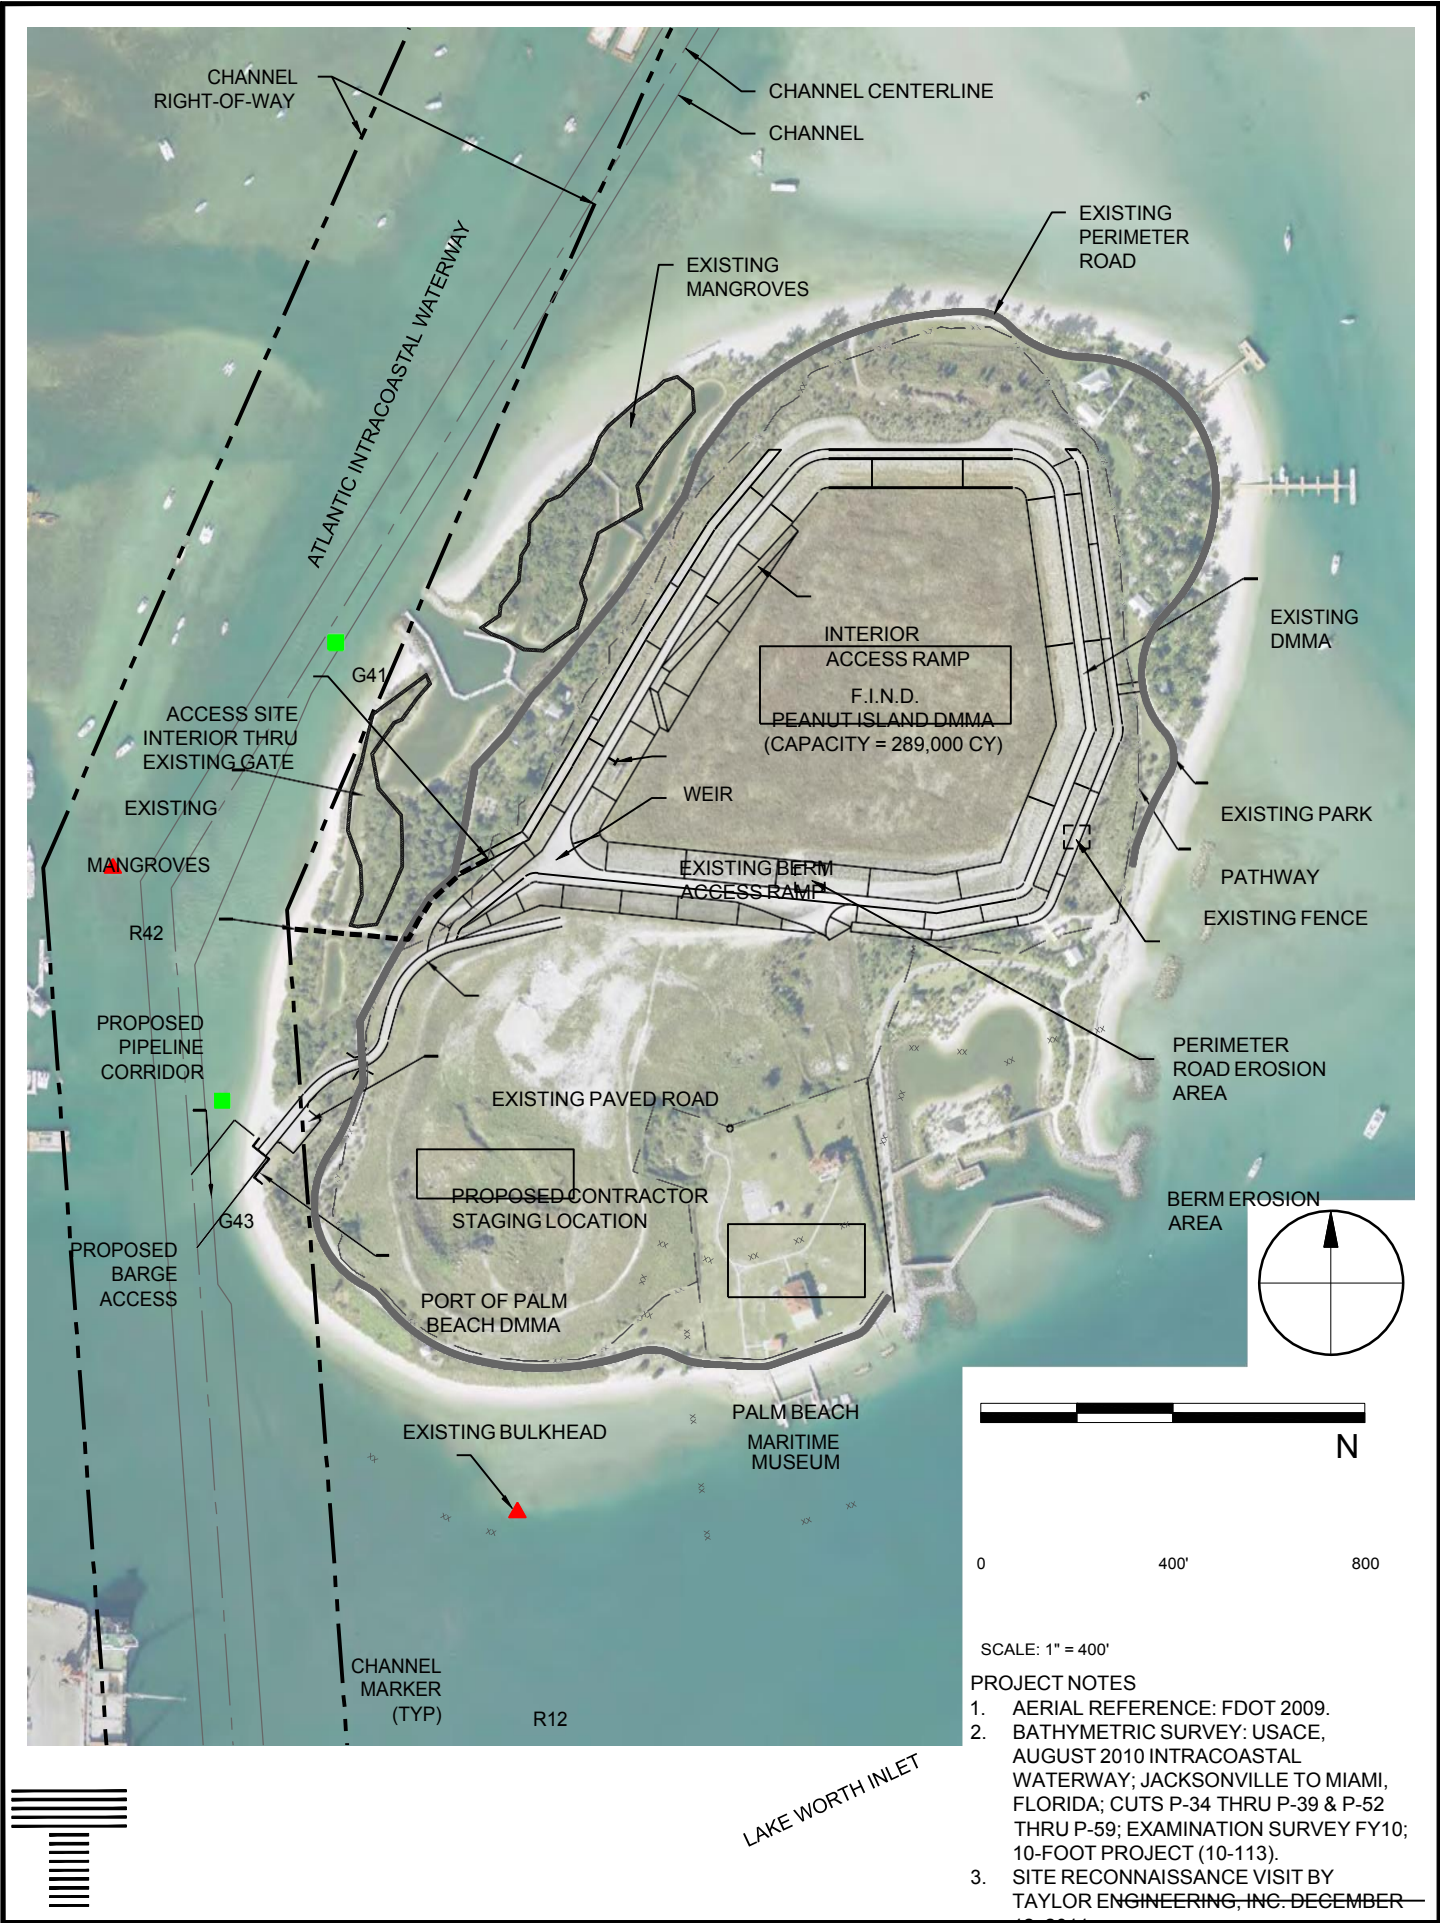 CHANNEL
RIGHT-OF-WAY
CHANNEL CENTERLINE
CHANNEL
EXISTING
PERIMETER
ROAD
EXISTING
MANGROVES
ATLANTIC INTRACOASTAL WATERWAY
EXISTING
DMMA
INTERIOR
ACCESS RAMP
F.I.N.D.
PEANUT ISLAND DMMA
(CAPACITY = 289,000 CY)
G41
ACCESS SITE
INTERIOR THRU
EXISTING GATE
WEIR
EXISTING
MANGROVES
EXISTING PARK
PATHWAY
EXISTING FENCE
EXISTING BERM
ACCESS RAMP
R42
PROPOSED
PIPELINE
CORRIDOR
PERIMETER
ROAD EROSION
AREA
EXISTING PAVED ROAD
PROPOSED CONTRACTOR
STAGING LOCATION
BERM EROSION
AREA
G43
PROPOSED
BARGE
ACCESS
PORT OF PALM
BEACH DMMA
EXISTING BULKHEAD
PALM BEACH
MARITIME
MUSEUM
N
0 400' 800
SCALE: 1" = 400'
CHANNEL
MARKER
(TYP)
R12
LAKE WORTH INLET
PROJECT NOTES
1. AERIAL REFERENCE: FDOT 2009.
2. BATHYMETRIC SURVEY: USACE,
AUGUST 2010 INTRACOASTAL
WATERWAY; JACKSONVILLE TO MIAMI,
FLORIDA; CUTS P-34 THRU P-39 & P-52
THRU P-59; EXAMINATION SURVEY FY10;
10-FOOT PROJECT (10-113).
3. SITE RECONNAISSANCE VISIT BY
TAYLOR ENGINEERING, INC. DECEMBER